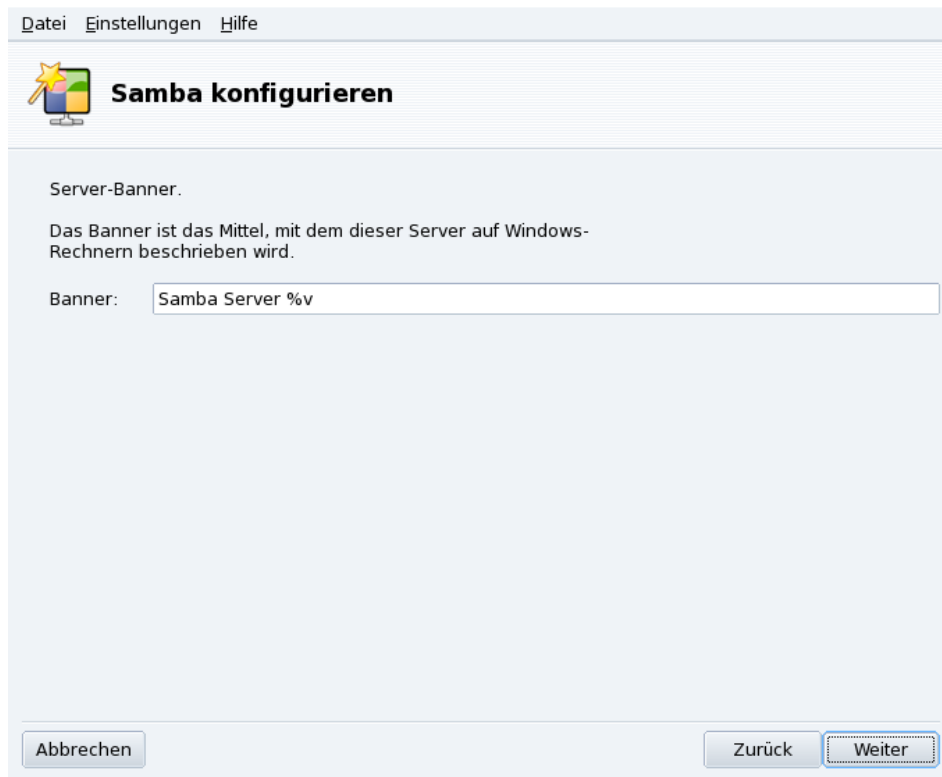 Datei Einstellungen Hilfe
Samba konfigurieren
Server-Banner.
Das Banner ist das Mittel, mit dem dieser Server auf Windows-
Rechnern beschrieben wird.
Banner: Samba Server %v
Abbrechen Zurück Weiter